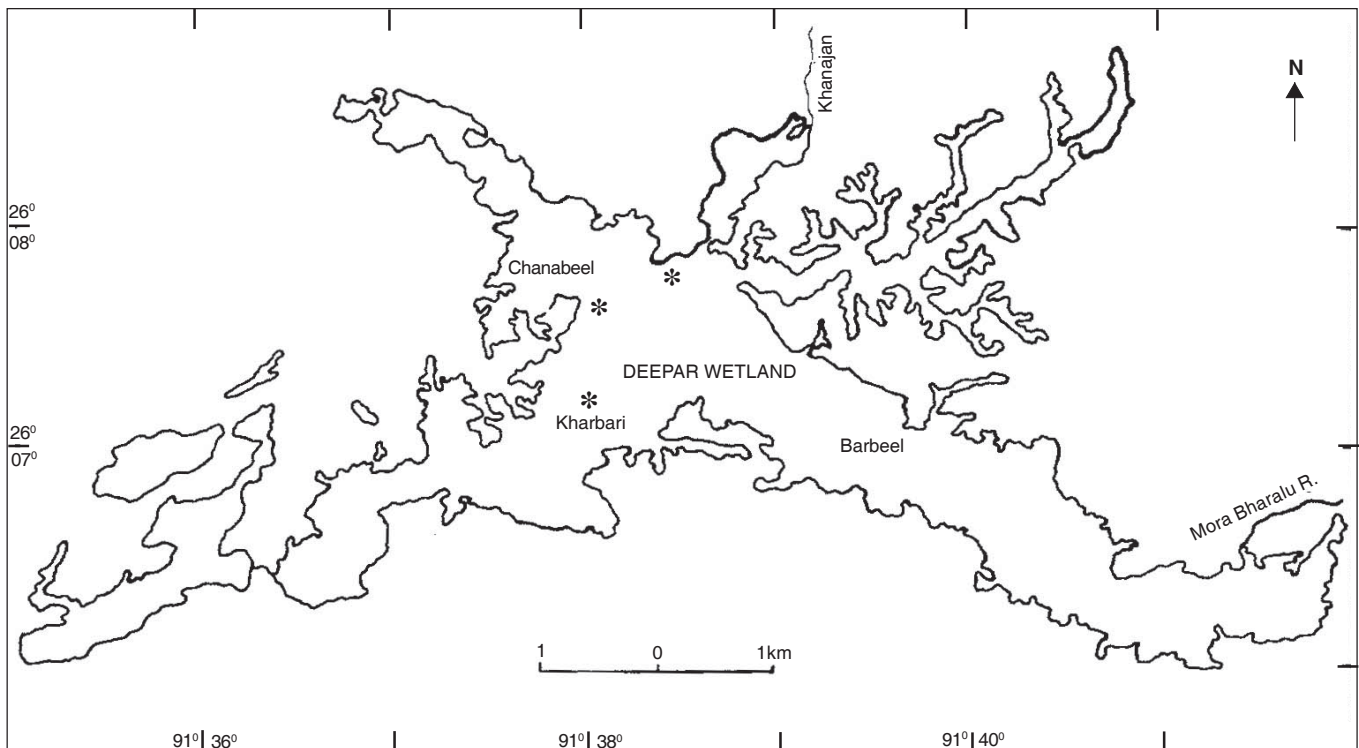 Khanajan
N
26⁰
08⁰
Chanabeel
*
*
DEEPAR WETLAND
*
Kharbari
26⁰
07⁰
Barbeel
Mora Bharalu R.
1 0 1km
91⁰ 36⁰
91⁰ 38⁰
91⁰ 40⁰